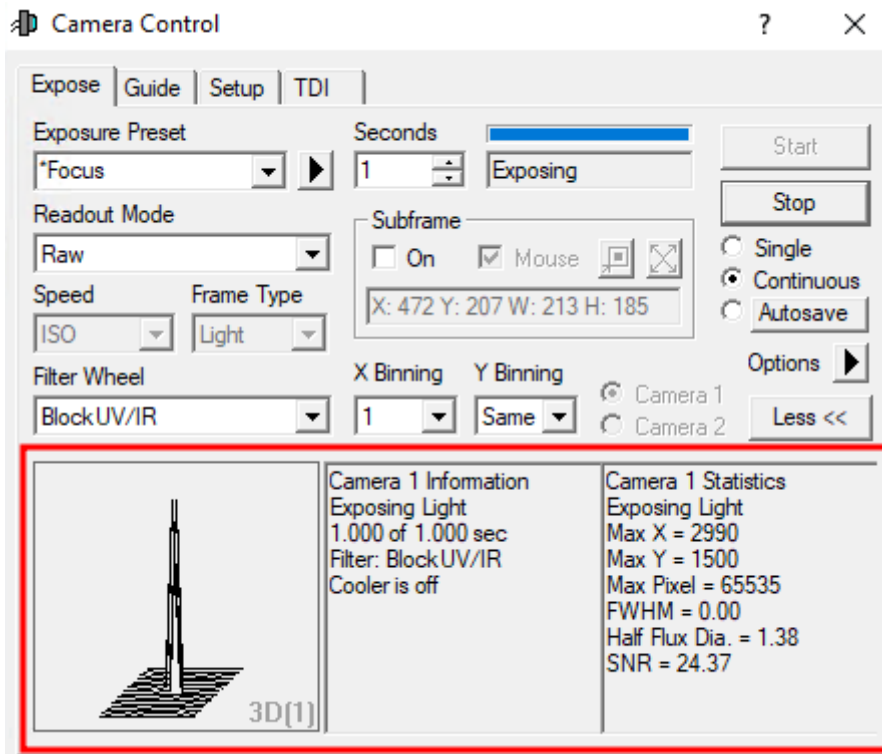 Camera Control
?
Expose Guide Setup TDI
Exposure Preset
*Focus
Seconds
1
Exposing
Start
Stop
Readout Mode
Raw
Subframe
On Mouse
X: 472 Y: 207 W: 213 H: 185
Single
Continuous
Autosave
Speed
ISO
Frame Type
Light
Filter Wheel
BlockUV/IR
X Binning
1
Y Binning
Same
Camera 1
Camera 2
Options
Less <<
3D(1)
Camera 1 Information
Exposing Light
1.000 of 1.000 sec
Filter: BlockUV/IR
Cooler is off
Camera 1 Statistics
Exposing Light
Max X = 2990
Max Y = 1500
Max Pixel = 65535
FWHM = 0.00
Half Flux Dia. = 1.38
SNR = 24.37